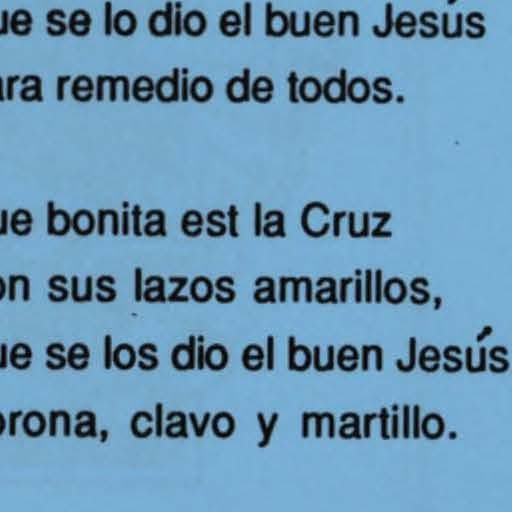 ue se lo dio el buen Jesús
ara remedio de todos.
ue bonita est la Cruz
on sus lazos amarillos,
ue se los dio el buen Jesús
orona, clavo y martillo.